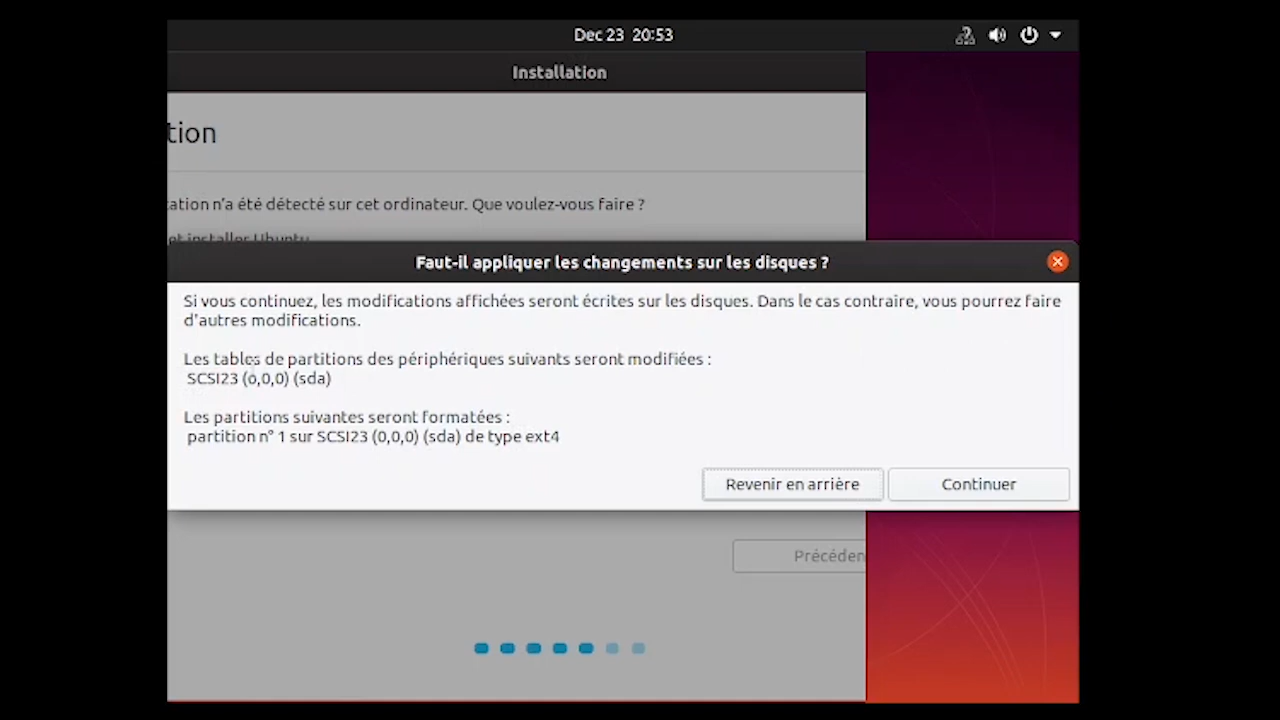 Dec 23 20:53
Installation
tion
ation n'a été détecté sur cet ordinateur. Que voulez-vous faire ?
et installer Ubuntu
Faut-il appliquer les changements sur les disques ?
Si vous continuez, les modifications affichées seront écrites sur les disques. Dans le cas contraire, vous pourrez faire
d'autres modifications.
Les tables de partitions des périphériques suivants seront modifiées :
SCSI23 (0,0,0) (sda)
Les partitions suivantes seront formatées :
partition n° 1 sur SCSI23 (0,0,0) (sda) de type ext4
Revenir en arrière
Continuer
Précéden